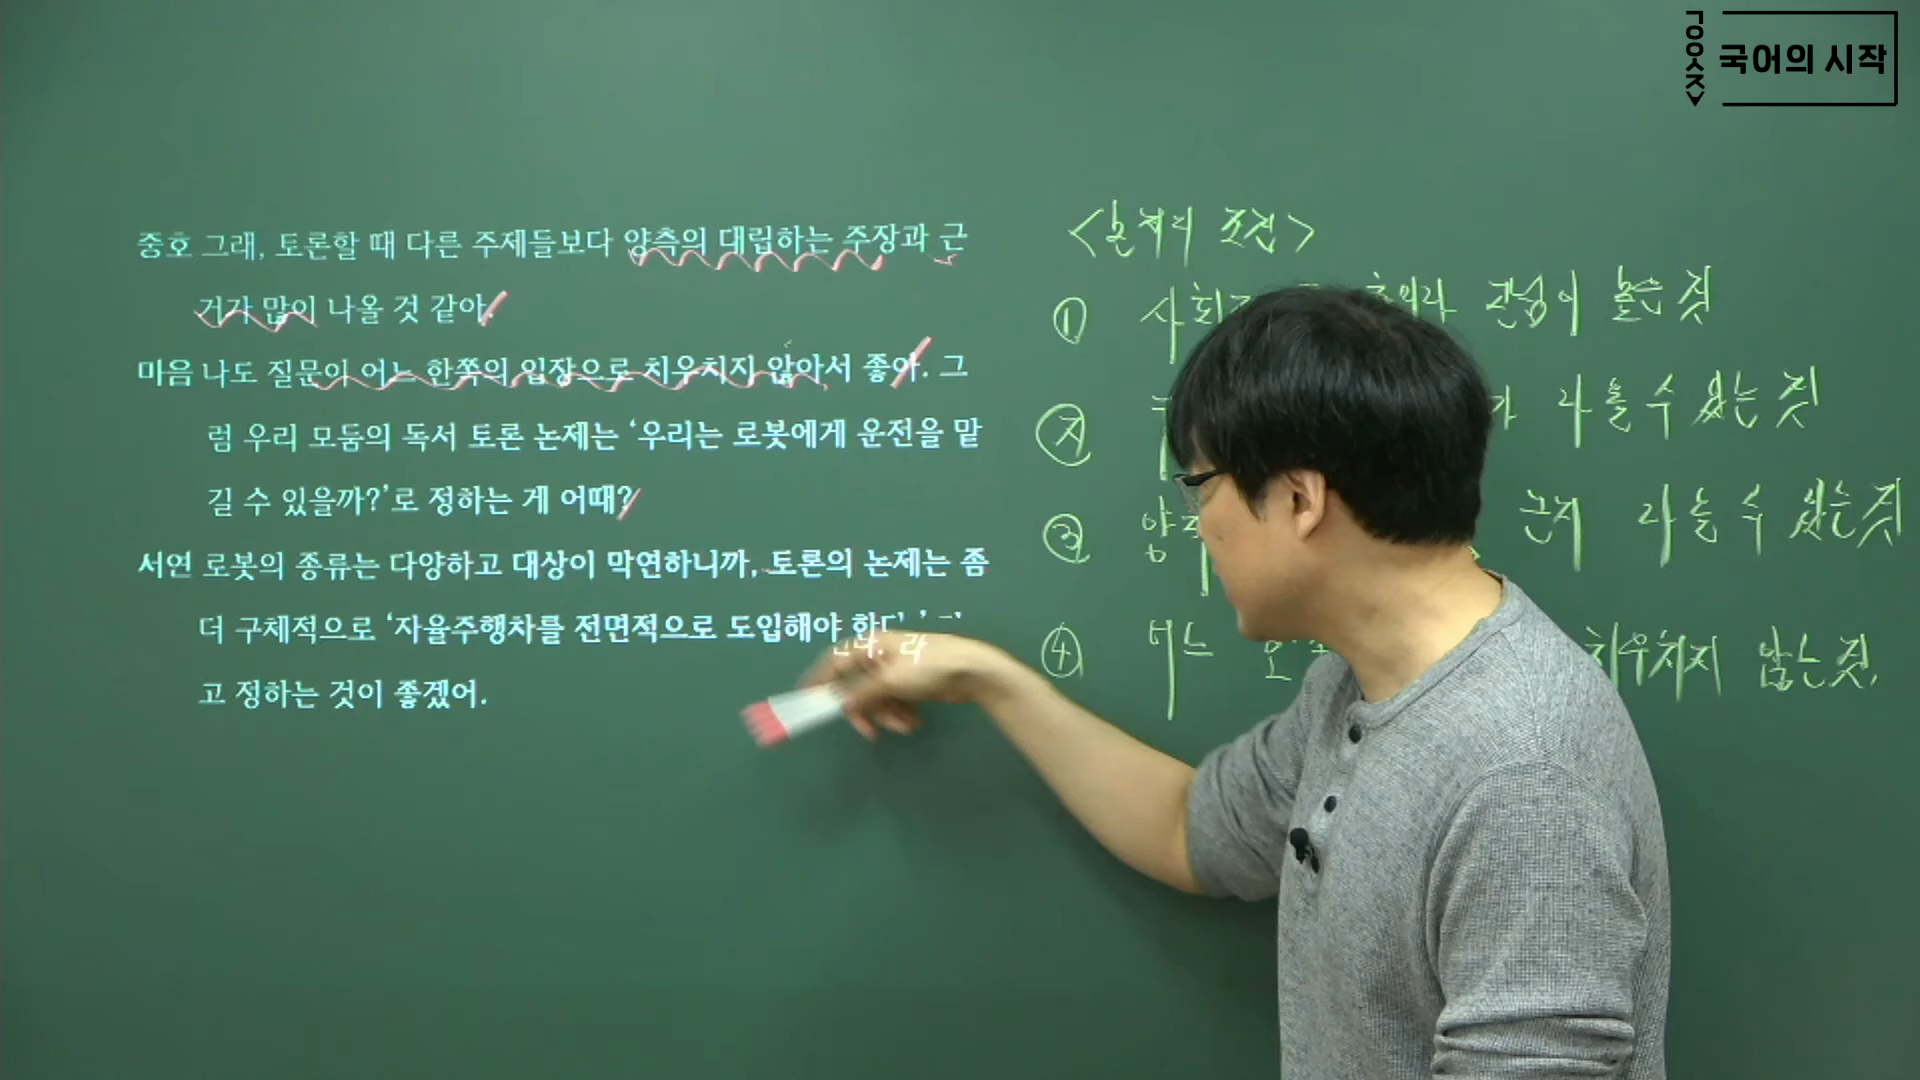 국어의 시작
중호 그래, 토론할 때 다른 주제들보다 양측의 대립하는 주장과 근
거가 많이 나올 것 같아.
마음 나도 질문이 어느 한쪽의 입장으로 치우치지 않아서 좋아. 그
럼 우리 모둠의 독서 토론 논제는 ‘우리는 로봇에게 운전을 맡
길 수 있을까?’로 정하는 게 어때?
서연 로봇의 종류는 다양하고 대상이 막연하니까, 토론의 논제는 좀
더 구체적으로 ‘자율주행차를 전면적으로 도입해야 한다.’라
고 정하는 것이 좋겠어.
<논제의 조건>
① 관심이 높은 것
② 나올 수 있는 것
③ 근거 나눌 수 있는 것
④ 어느 치우치지 않는 것.